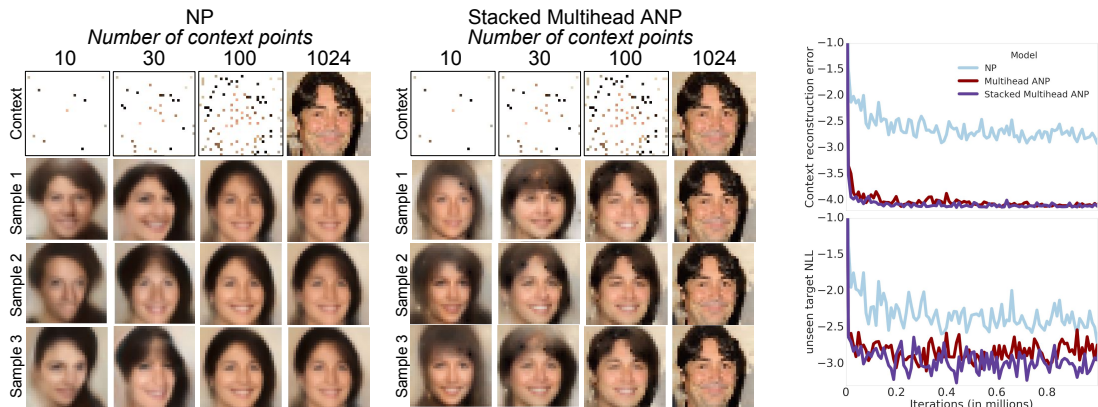 NP
Number of context points
10 30 100 1024
Context
Sample 1
Sample 2
Sample 3
Stacked Multihead ANP
Number of context points
10 30 100 1024
Context
Sample 1
Sample 2
Sample 3
Context reconstruction error
−1.0
−1.5
−2.0
−2.5
−3.0
−3.5
−4.0
Model
NP
Multihead ANP
Stacked Multihead ANP
unseen target NLL
−1.0
−1.5
−2.0
−2.5
−3.0
0 0.2 0.4 0.6 0.8
Iterations (in millions)